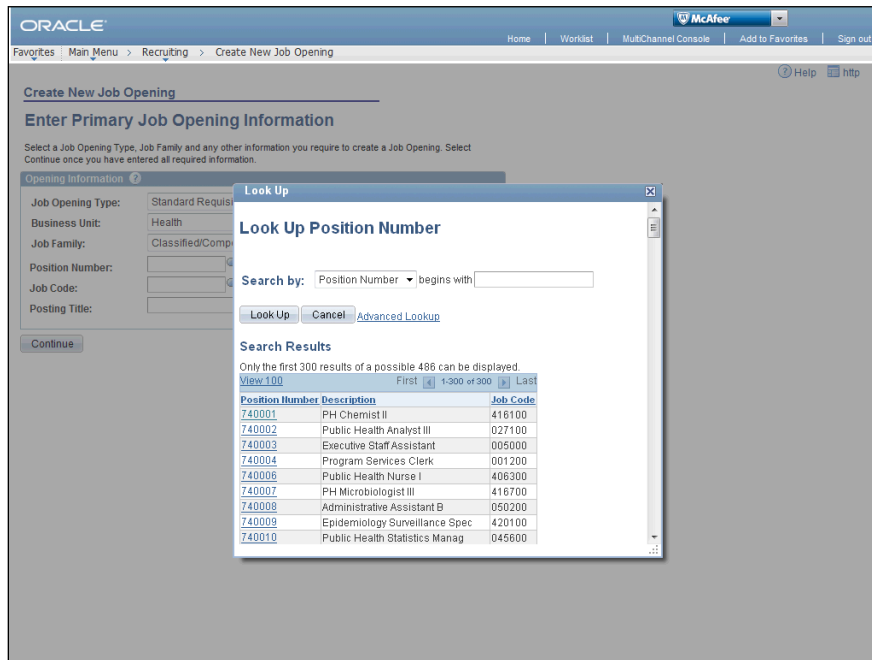 ORACLE
McAfee
Home | Worklist | MultiChannel Console | Add to Favorites | Sign out
Favorites Main Menu > Recruiting > Create New Job Opening
Help http
Create New Job Opening
Enter Primary Job Opening Information
Select a Job Opening Type, Job Family and any other information you require to create a Job Opening. Select
Continue once you have entered all required information.
Opening Information
Job Opening Type: Standard Requisi
Business Unit: Health
Job Family: Classified/Compe
Position Number:
Job Code:
Posting Title:
Continue
Look Up
Look Up Position Number
Search by: Position Number begins with
Look Up Cancel Advanced Lookup
Search Results
Only the first 300 results of a possible 486 can be displayed.
View 100 First 1-300 of 300 Last
Position Number Description Job Code
740001 PH Chemist II 416100
740002 Public Health Analyst III 027100
740003 Executive Staff Assistant 005000
740004 Program Services Clerk 001200
740006 Public Health Nurse I 406300
740007 PH Microbiologist III 416700
740008 Administrative Assistant B 050200
740009 Epidemiology Surveillance Spec 420100
740010 Public Health Statistics Manag 045600